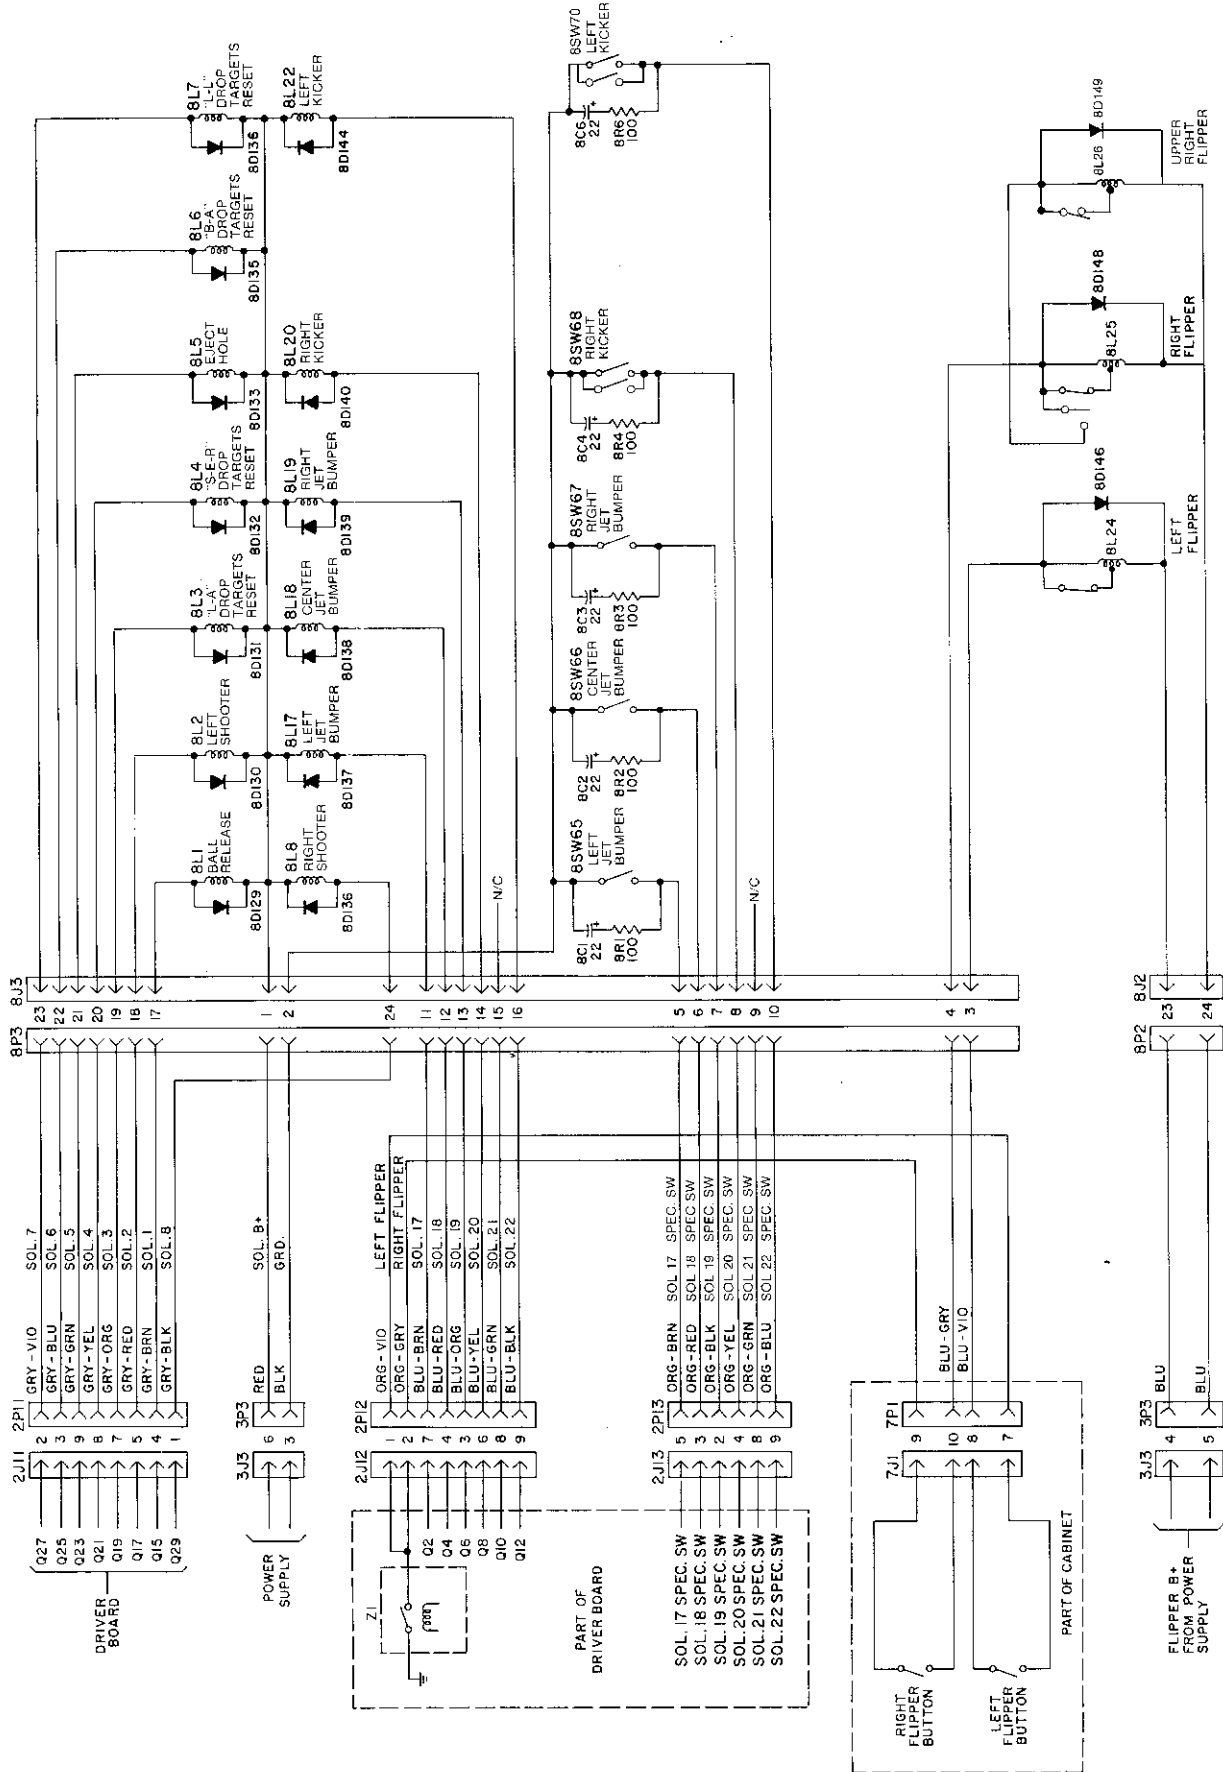 8L7
"L-L"
DROP
TARGETS
RESET
8D136
8L22
LEFT
KICKER
8D144
8L6
"B-A"
DROP
TARGETS
RESET
8D135
8L5
EJECT
HOLE
8D133
8L20
RIGHT
KICKER
8D140
8L4
"S-E-R"
DROP
TARGETS
RESET
8D132
8L19
RIGHT
JET
BUMPER
8D139
8L3
"L-A"
DROP
TARGETS
RESET
8D131
8L18
CENTER
JET
BUMPER
8D138
8L2
LEFT
SHOOTER
8D130
8L17
LEFT
JET
BUMPER
8D137
8L1
BALL
RELEASE
8D129
8L8
RIGHT
SHOOTER
8D136
8SW70
LEFT
KICKER
8C6
22
+
8R6
100
8SW68
RIGHT
KICKER
8C4
22
+
8R4
100
8SW67
RIGHT
JET
BUMPER
8C3
22
+
8R3
100
8SW66
CENTER
JET
BUMPER
8C2
22
+
8R2
100
8SW65
LEFT
JET
BUMPER
8C1
22
+
8R1
100
N/C
N/C
8L26
8D149
UPPER
RIGHT
FLIPPER
8D148
8L25
RIGHT
FLIPPER
8D146
8L24
LEFT
FLIPPER
8J3
8P3
23
22
21
20
19
18
17
1
2
24
11
12
13
14
15
16
5
6
7
8
9
10
4
3
8J2
8P2
23
24
GRY-VIO SOL.7
GRY-BLU SOL.6
GRY-GRN SOL.5
GRY-YEL SOL.4
GRY-ORG SOL.3
GRY-RED SOL.2
GRY-BRN SOL.1
GRY-BLK SOL.8
RED SOL. B+
BLK GRD.
ORG-VIO LEFT FLIPPER
ORG-GRY RIGHT FLIPPER
BLU-BRN SOL.17
BLU-RED SOL.18
BLU-ORG SOL.19
BLU-YEL SOL.20
BLU-GRN SOL.21
BLU-BLK SOL.22
ORG-BRN SOL 17 SPEC. SW
ORG-RED SOL 18 SPEC SW
ORG-BLK SOL 19 SPEC. SW
ORG-YEL SOL 20 SPEC. SW
ORG-GRN SOL 21 SPEC. SW
ORG-BLU SOL 22 SPEC. SW
BLU-GRY
BLU-VIO
BLU
BLU
2P11
2J11
2
3
9
8
7
5
4
1
Q27
Q25
Q23
Q21
Q19
Q17
Q15
Q29
DRIVER
BOARD
3P3
3J3
6
3
POWER
SUPPLY
2P12
2J12
1
2
7
4
3
6
8
9
Q2
Q4
Q6
Q8
Q10
Q12
Z1
PART OF
DRIVER BOARD
2P13
2J13
5
3
2
4
8
9
SOL.17 SPEC. SW
SOL.18 SPEC. SW
SOL.19 SPEC. SW
SOL.20 SPEC. SW
SOL.21 SPEC. SW
SOL.22 SPEC. SW
7P1
7J1
9
10
8
7
RIGHT
FLIPPER
BUTTON
LEFT
FLIPPER
BUTTON
PART OF CABINET
3P3
3J3
4
5
FLIPPER B+
FROM POWER
SUPPLY